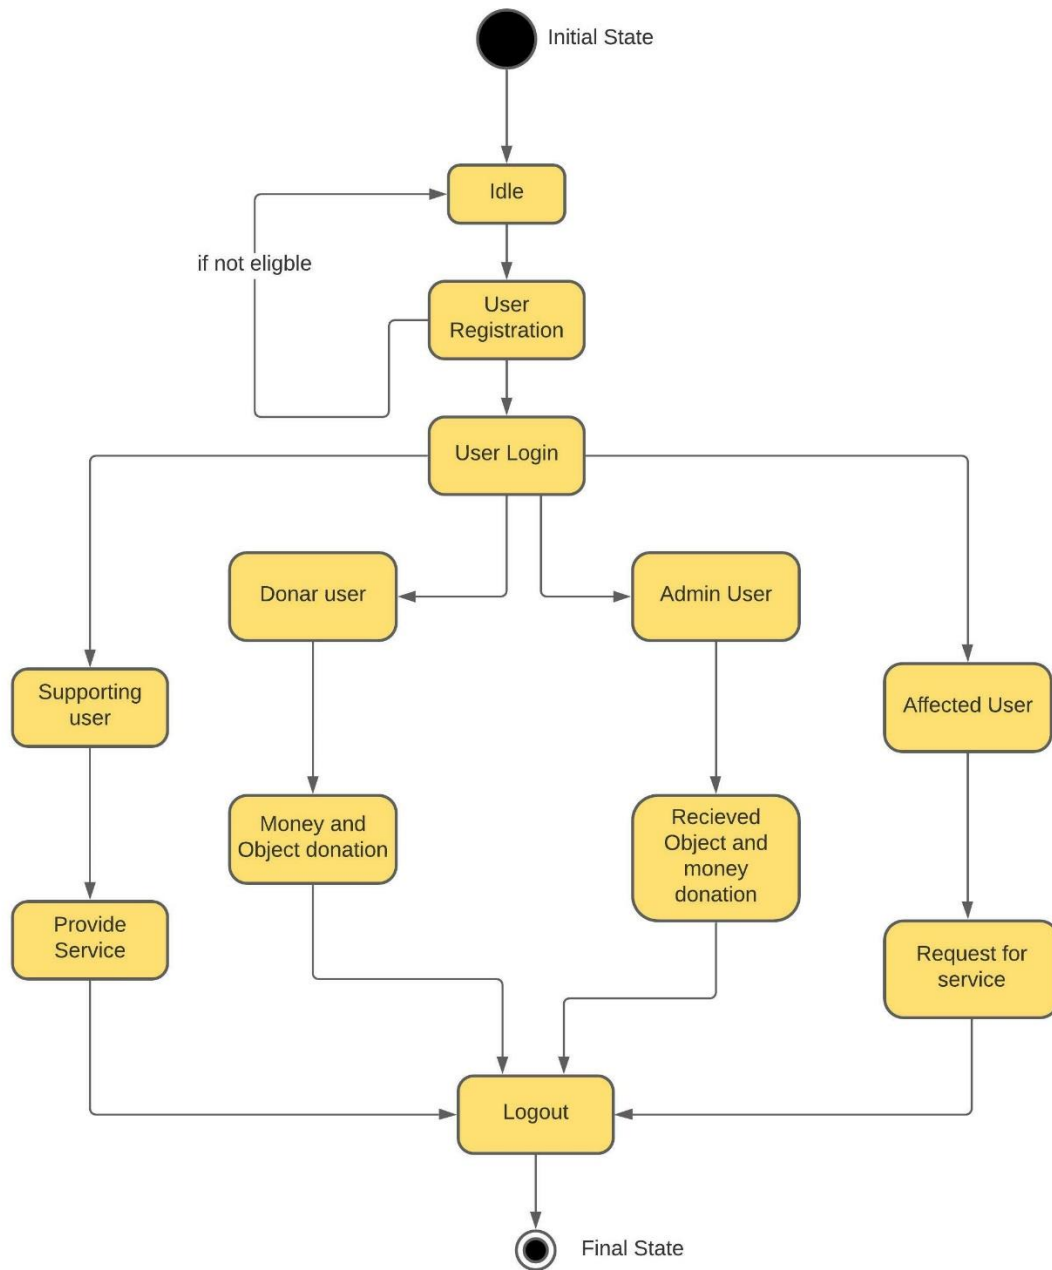 Initial State
Idle
if not eligble
User
Registration
User Login
Donar user
Admin User
Supporting
user
Affected User
Money and
Object donation
Recieved
Object and
money
donation
Provide
Service
Request for
service
Logout
Final State